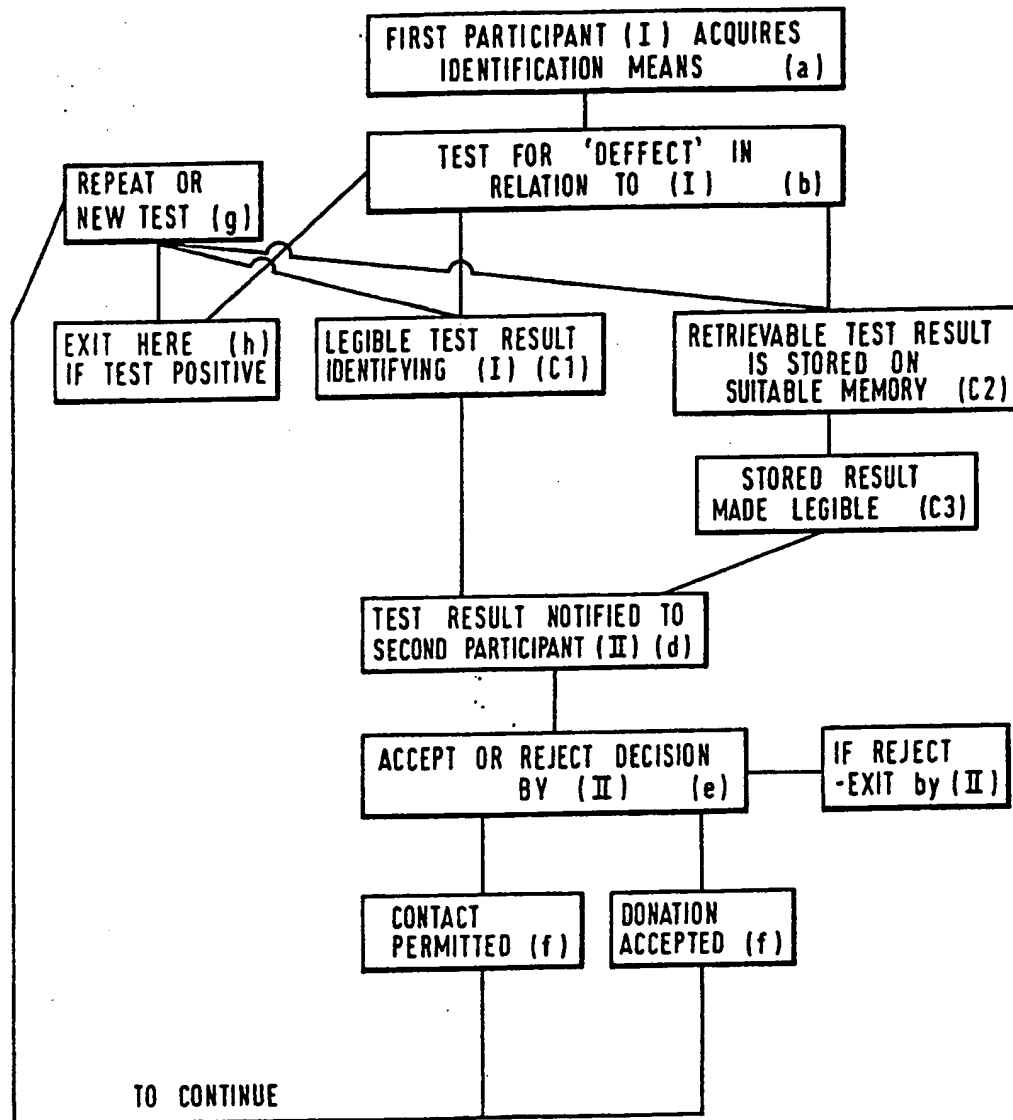 FIRST PARTICIPANT (I) ACQUIRES
IDENTIFICATION MEANS (a)
TEST FOR 'DEFFECT' IN
RELATION TO (I) (b)
REPEAT OR
NEW TEST (g)
EXIT HERE (h)
IF TEST POSITIVE
LEGIBLE TEST RESULT
IDENTIFYING (I) (C1)
RETRIEVABLE TEST RESULT
IS STORED ON
SUITABLE MEMORY (C2)
STORED RESULT
MADE LEGIBLE (C3)
TEST RESULT NOTIFIED TO
SECOND PARTICIPANT (II) (d)
ACCEPT OR REJECT DECISION
BY (II) (e)
IF REJECT
-EXIT by (II)
CONTACT
PERMITTED (f)
DONATION
ACCEPTED (f)
TO CONTINUE